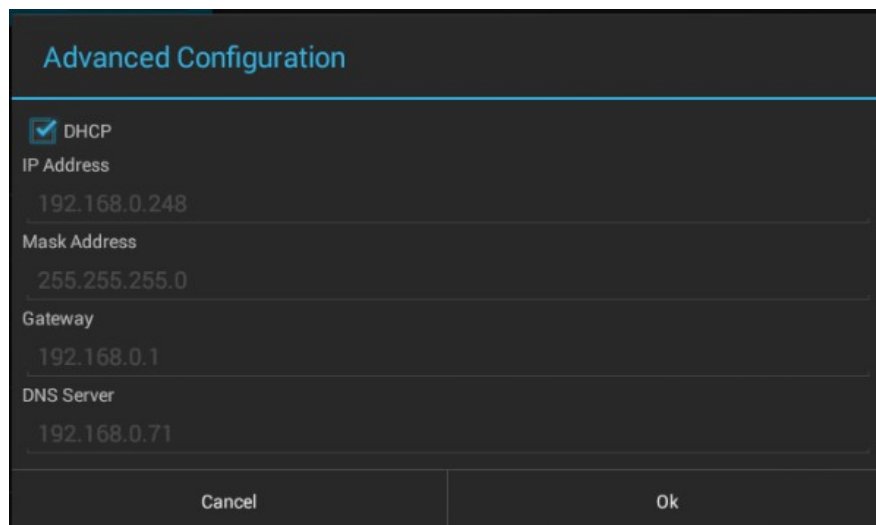 Advanced Configuration
DHCP
IP Address
192.168.0.248
Mask Address
255.255.255.0
Gateway
192.168.0.1
DNS Server
192.168.0.71
Cancel
Ok